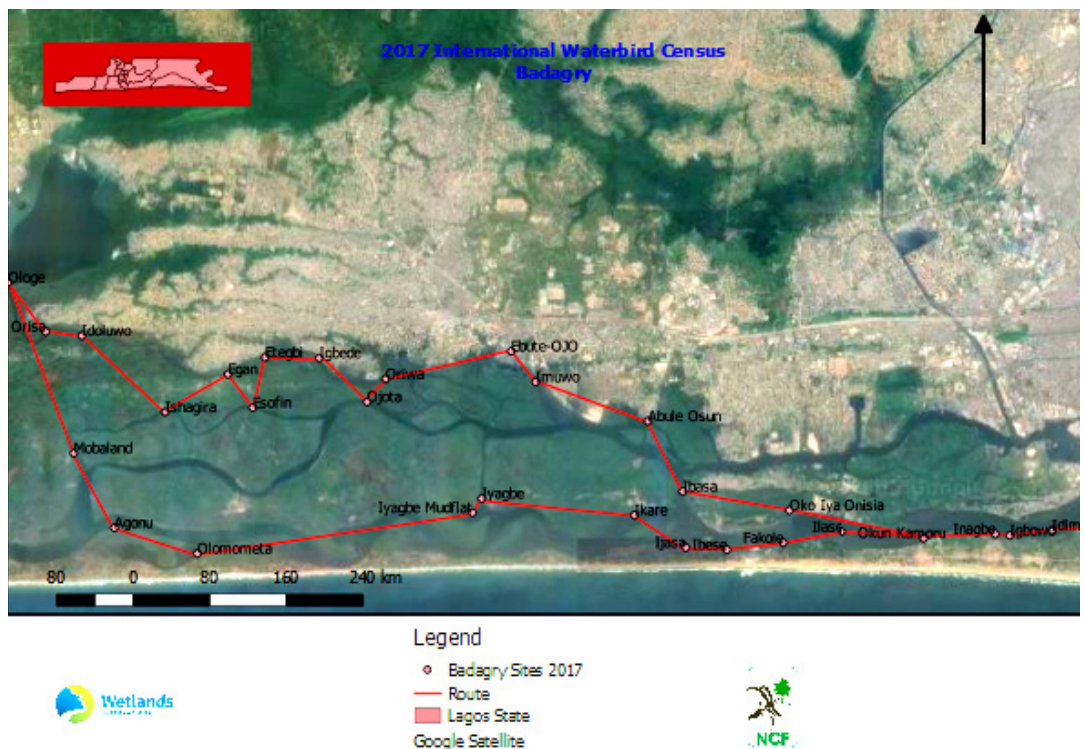 2017 International Waterbird Census
Badagry
Ologe
Orisa
Idoluwo
Etegbi
Igbede
Ebute-OJO
Egan
Oriwa
Imuwo
Ishagira
Esofin
Ojota
Abule Osun
Mobaland
Ibasa
Iyagbe
Iyagbe Mudflat
Ikare
Oko Iya Onisia
Agonu
Ilase
Okun Kamoru
Inagbe
Igbowo
Idim
Olomometa
Ijasa
Ibese
Fakole
80 0 80 160 240 km
Legend
Badagry Sites 2017
Route
Lagos State
Google Satellite
Wetlands
NCF